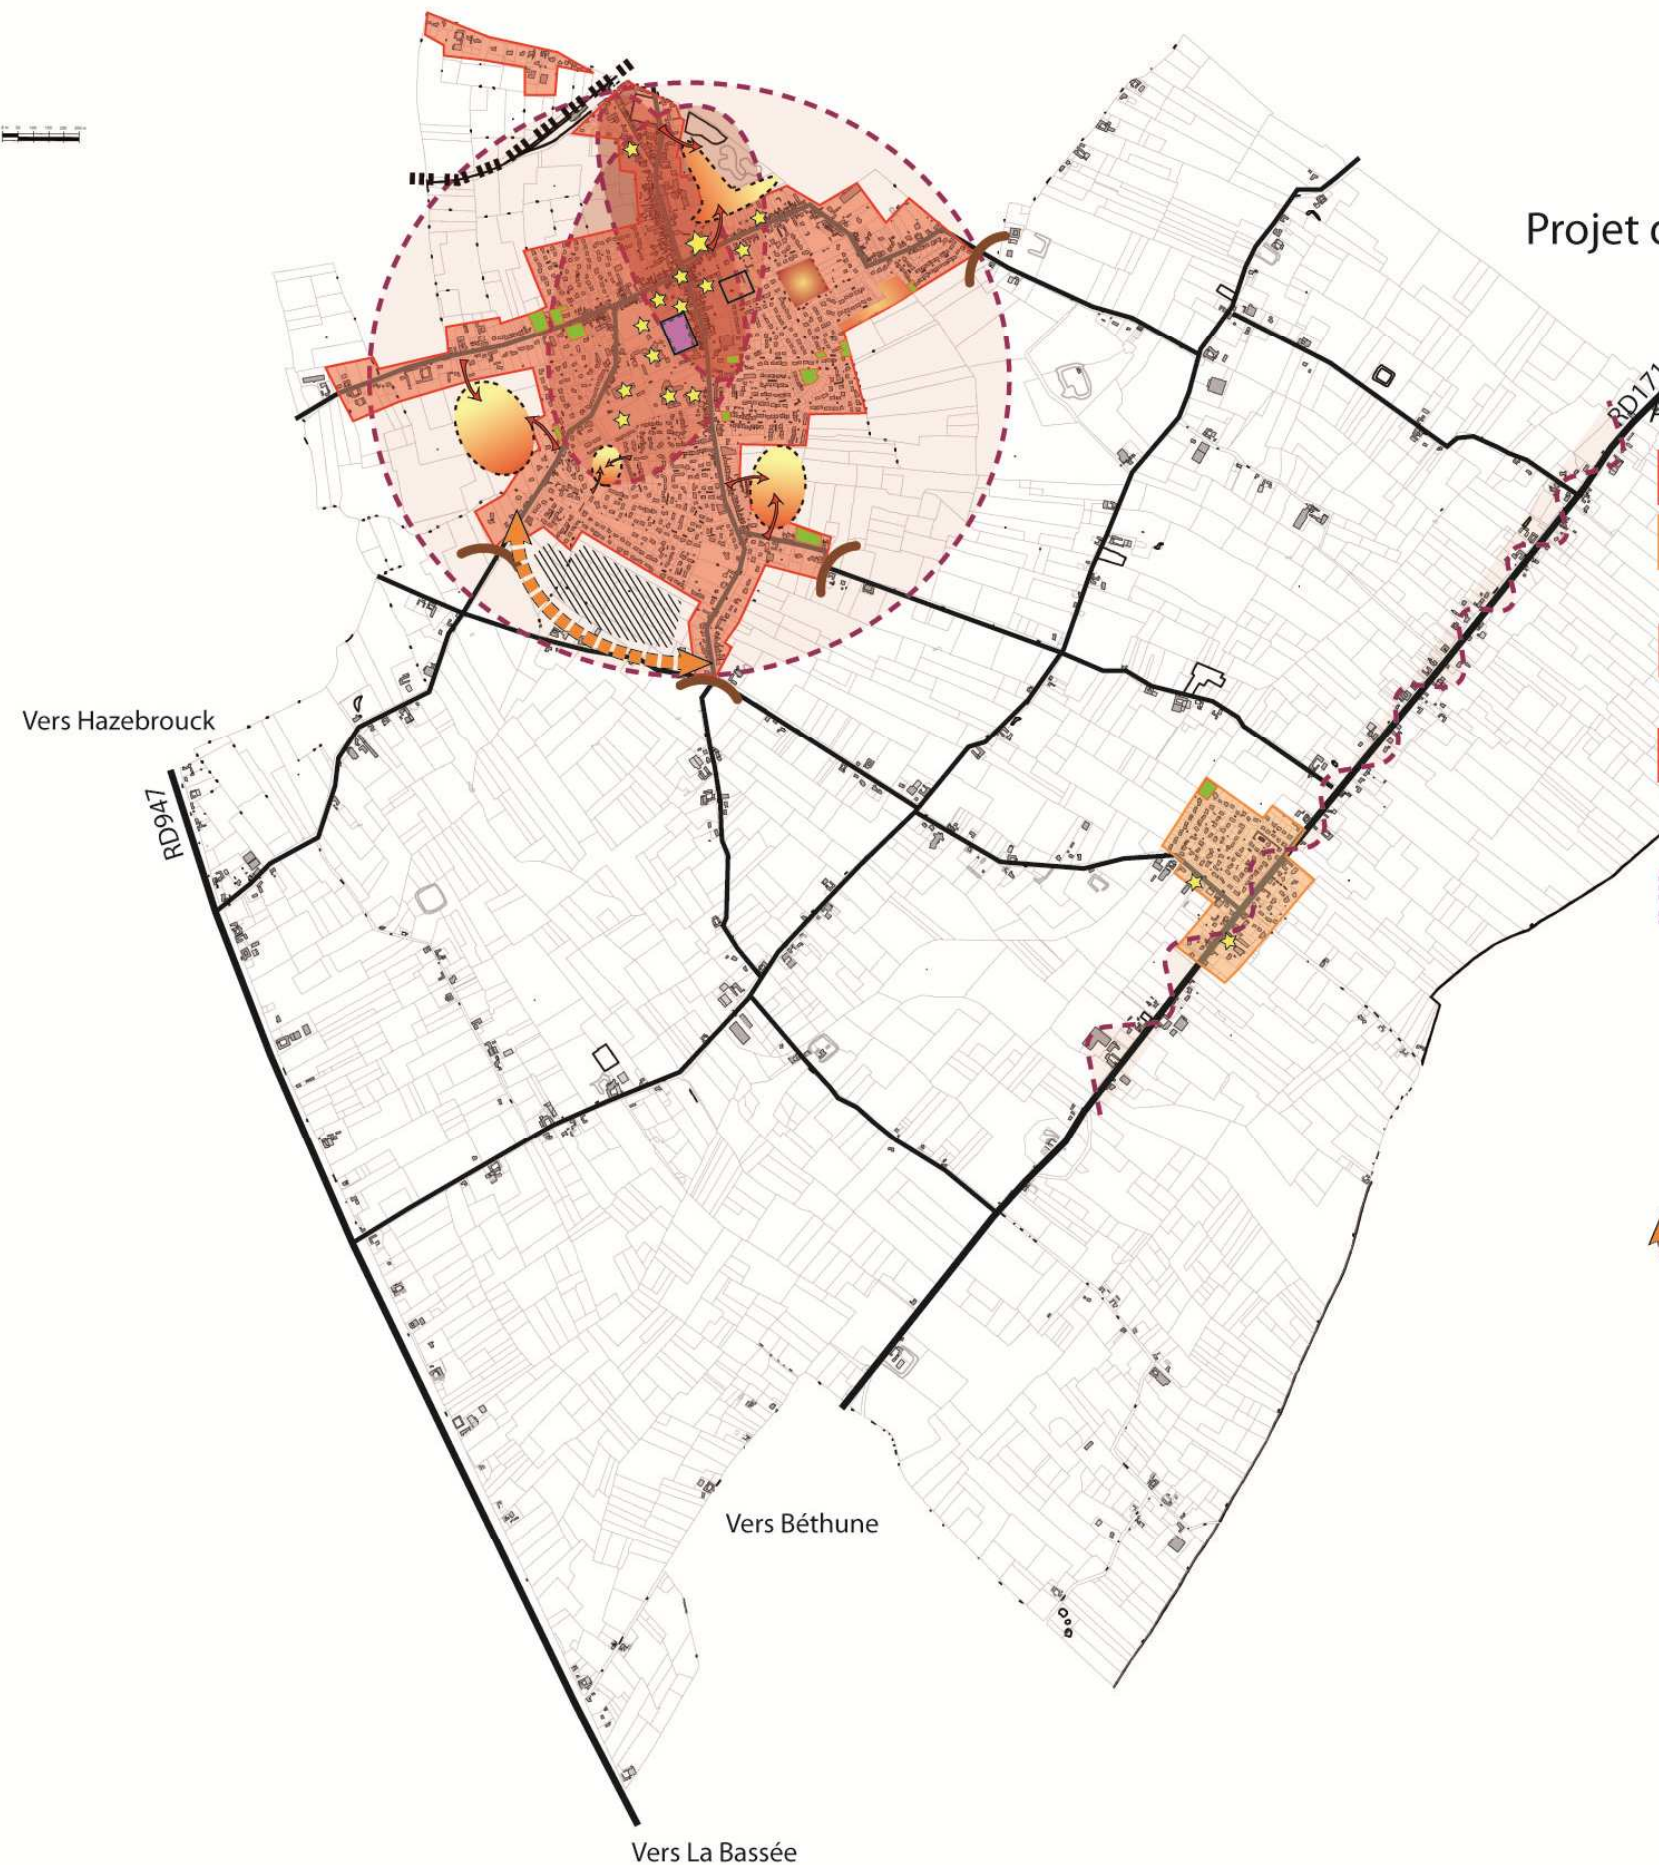 Projet
RD171
Vers Hazebrouck
RD947
Vers Béthune
Vers La Bassée